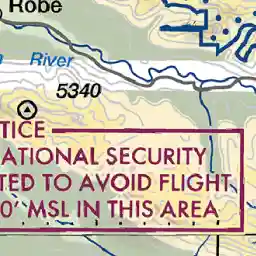 Robe
River
5340
TICE
ATIONAL SECURITY
TED TO AVOID FLIGHT
0' MSL IN THIS AREA